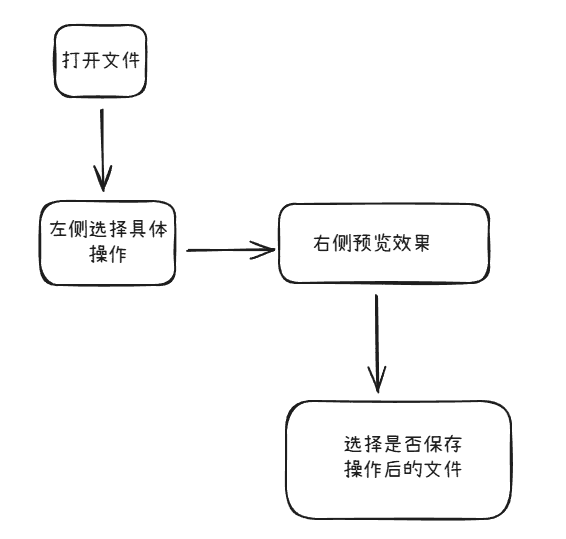 打开文件
左侧选择具体
操作
右侧预览效果
选择是否保存
操作后的文件